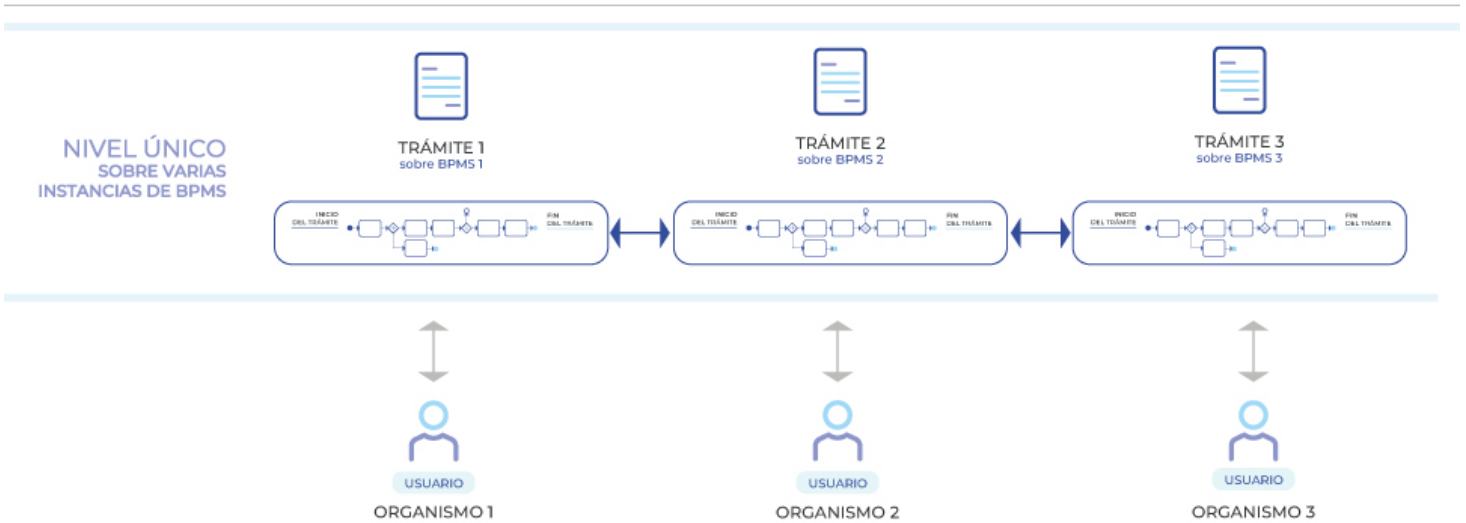 TRÁMITE 1
sobre BPMS 1
TRÁMITE 2
sobre BPMS 2
TRÁMITE 3
sobre BPMS 3
NIVEL ÚNICO
SOBRE VARIAS
INSTANCIAS DE BPMS
INICIO
DEL TRÁMITE
FIN
DEL TRÁMITE
INICIO
DEL TRÁMITE
FIN
DEL TRÁMITE
INICIO
DEL TRÁMITE
FIN
DEL TRÁMITE
USUARIO
ORGANISMO 1
USUARIO
ORGANISMO 2
USUARIO
ORGANISMO 3